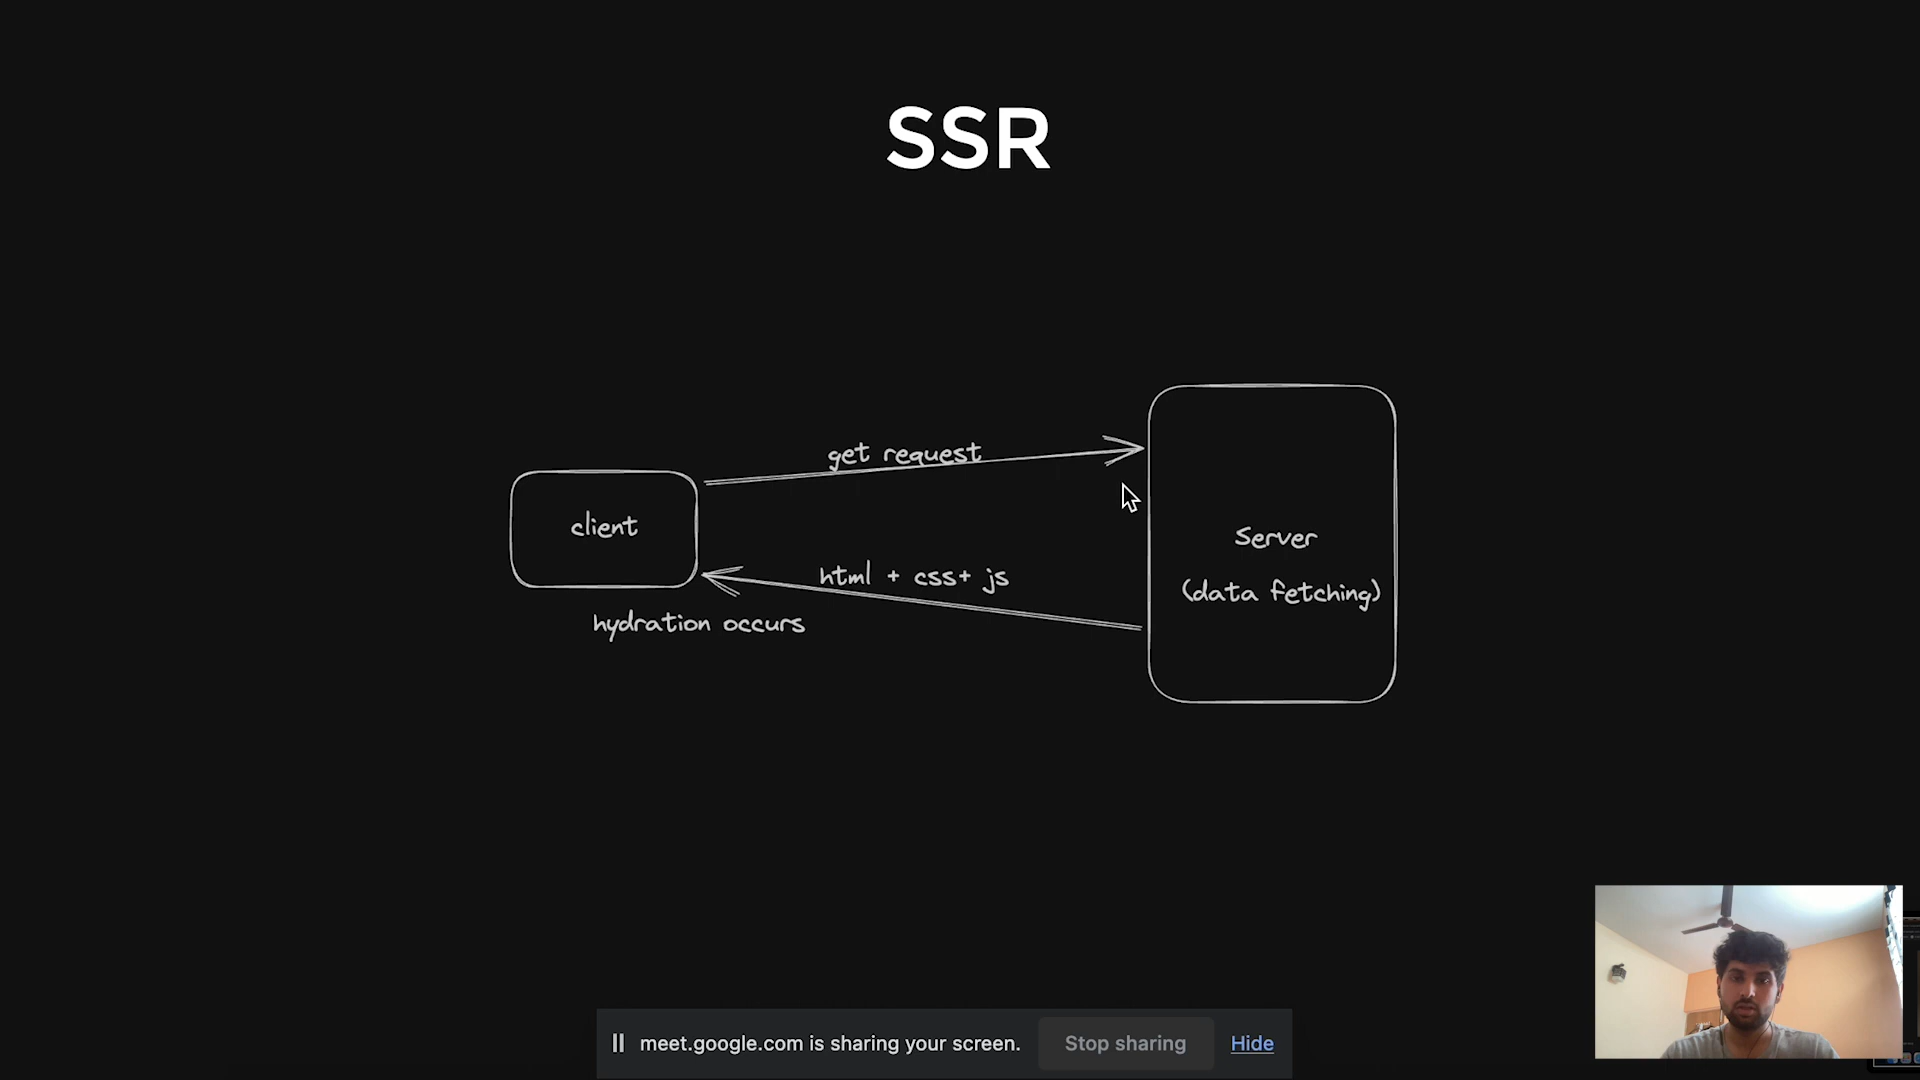 SSR
get request
client
Server
html + css+ js
(data fetching)
hydration occurs
meet.google.com is sharing your screen.
Stop sharing
Hide